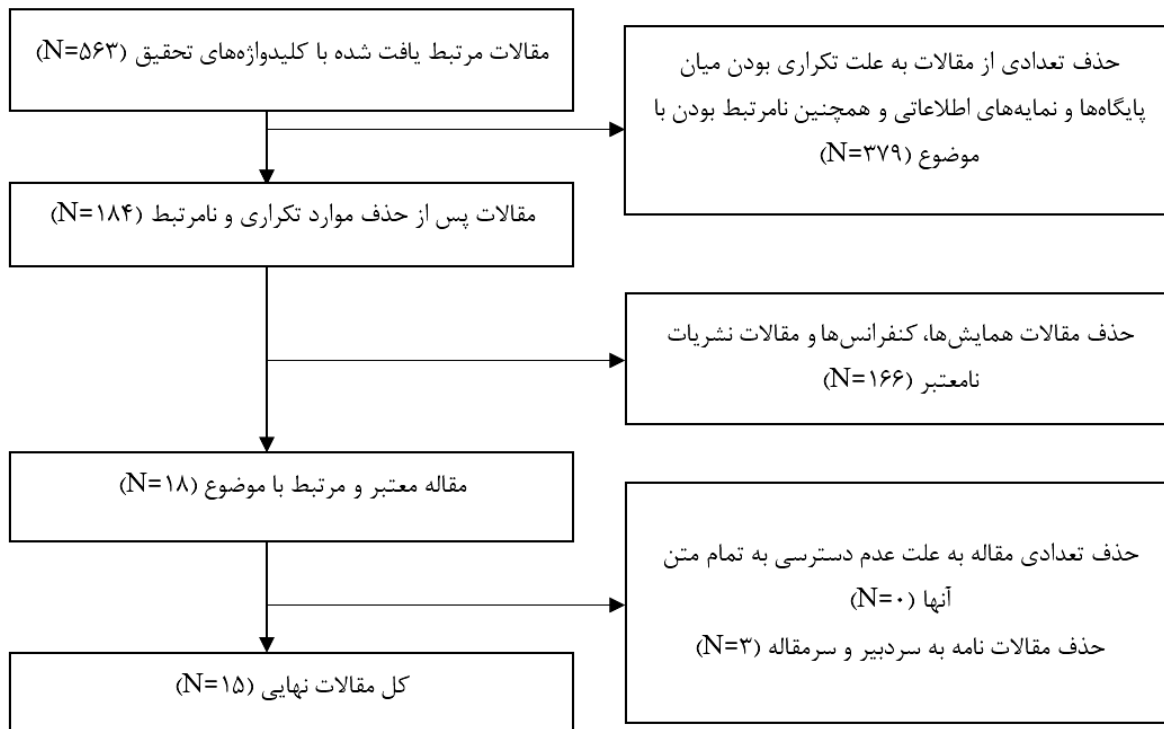 مقالات مرتبط یافت شده با کلیدواژه‌های تحقیق (N=۵۶۳)
حذف تعدادی از مقالات به علت تکراری بودن میان
پایگاه‌ها و نمایه‌های اطلاعاتی و همچنین نامرتبط بودن با
موضوع (N=۳۷۹)
مقالات پس از حذف موارد تکراری و نامرتبط (N=۱۸۴)
حذف مقالات همایش‌ها، کنفرانس‌ها و مقالات نشریات
نامعتبر (N=۱۶۶)
مقاله معتبر و مرتبط با موضوع (N=۱۸)
حذف تعدادی مقاله به علت عدم دسترسی به تمام متن
آنها (N=۰)
حذف مقالات نامه به سردبیر و سرمقاله (N=۳)
کل مقالات نهایی (N=۱۵)